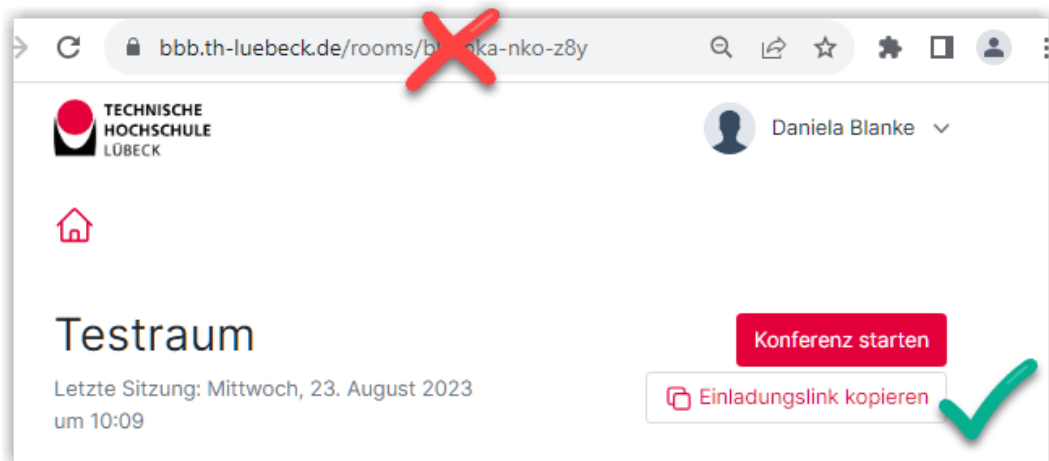 bbb.th-luebeck.de/rooms/ -nko-z8y
TECHNISCHE
HOCHSCHULE
LÜBECK
Daniela Blanke
Testraum
Konferenz starten
Letzte Sitzung: Mittwoch, 23. August 2023
um 10:09
Einladungslink kopieren